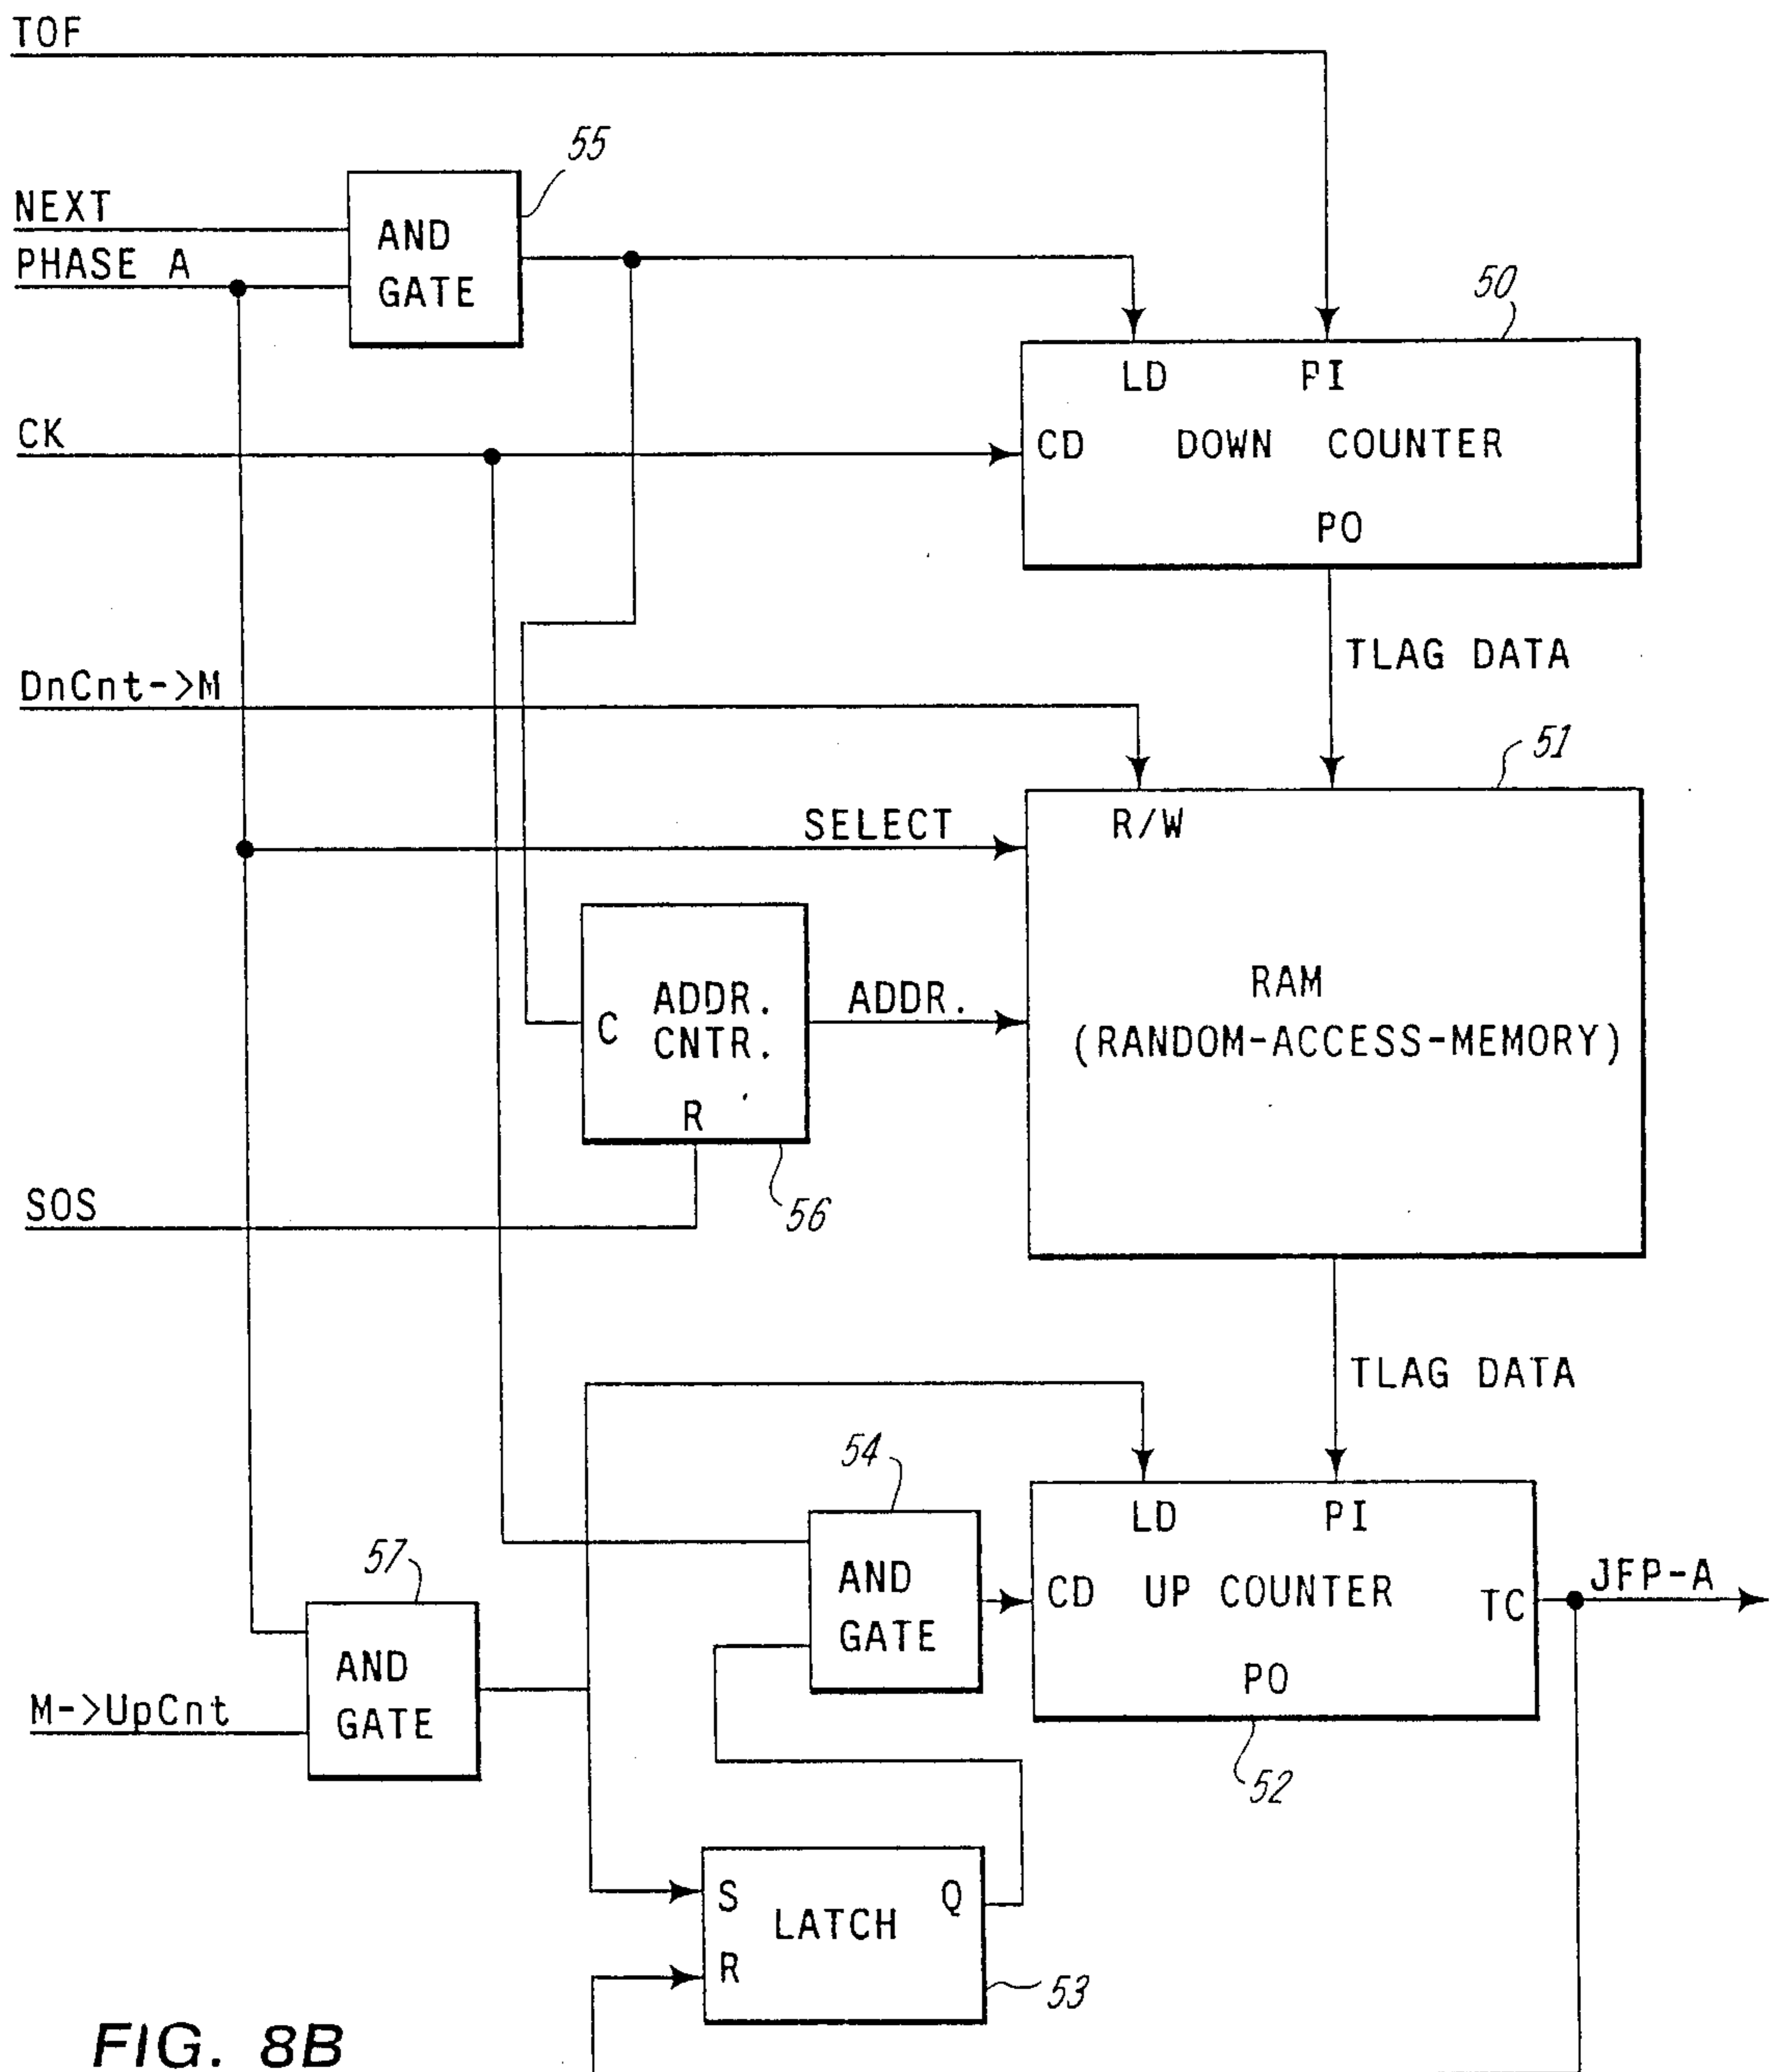 TOF
55
NEXT
AND
GATE
PHASE A
50
LD PI
CK
CD DOWN COUNTER
PO
TLAG DATA
DnCnt->M
51
R/W
SELECT
RAM
(RANDOM-ACCESS-MEMORY)
ADDR.
C CNTR.
R
ADDR.
56
SOS
TLAG DATA
54
LD PI
57
AND
GATE
CD UP COUNTER
TC
JFP-A
PO
AND
GATE
M->UpCnt
52
S Q
LATCH
R
53
FIG. 8B